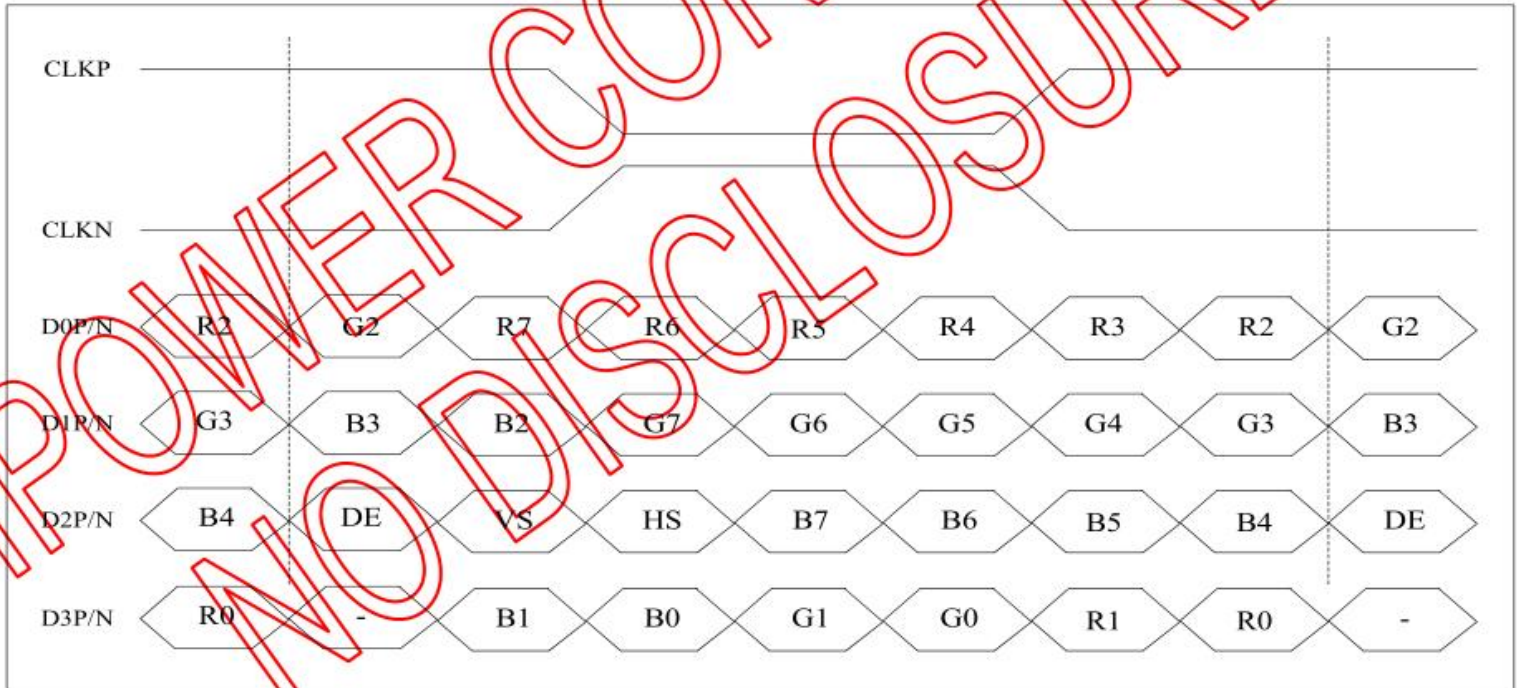 CLKP
CLKN
D0P/N R2 G2 R7 R6 R5 R4 R3 R2 G2
D1P/N G3 B3 B2 G7 G6 G5 G4 G3 B3
D2P/N B4 DE VS HS B7 B6 B5 B4 DE
D3P/N R0 - B1 B0 G1 G0 R1 R0 -
POWER
NO DISCLOSURE